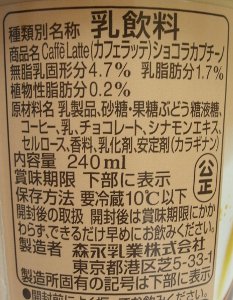 種類別名称 乳飲料
商品名 Caffè Latte(カフェラッテ)ショコラカプチーノ
無脂乳固形分4.7% 乳脂肪分1.7%
植物性脂肪分0.2%
原材料名 乳製品、砂糖・果糖ぶどう糖液糖、
コーヒー、乳、チョコレート、シナモンエキス、
セルロース、香料、乳化剤、安定剤(カラギナン)
内容量 240ml
賞味期限 下部に表示
公正
保存方法 要冷蔵10℃以下
開封後の取扱 開封後は賞味期限にかか
わらず、できるだけ早めにお飲みください。
製造者 森永乳業株式会社
東京都港区芝5-33-1
製造所固有の記号は下部に表示